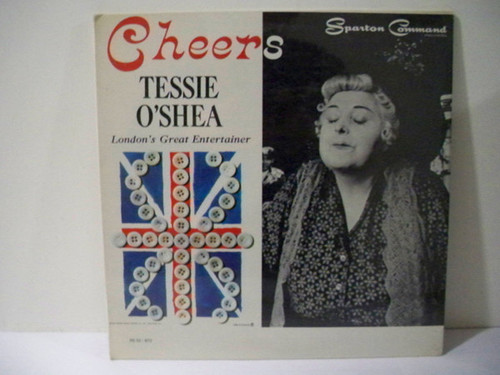 Cheers
Sparton Command
TESSIE
O'SHEA
London's Great Entertainer